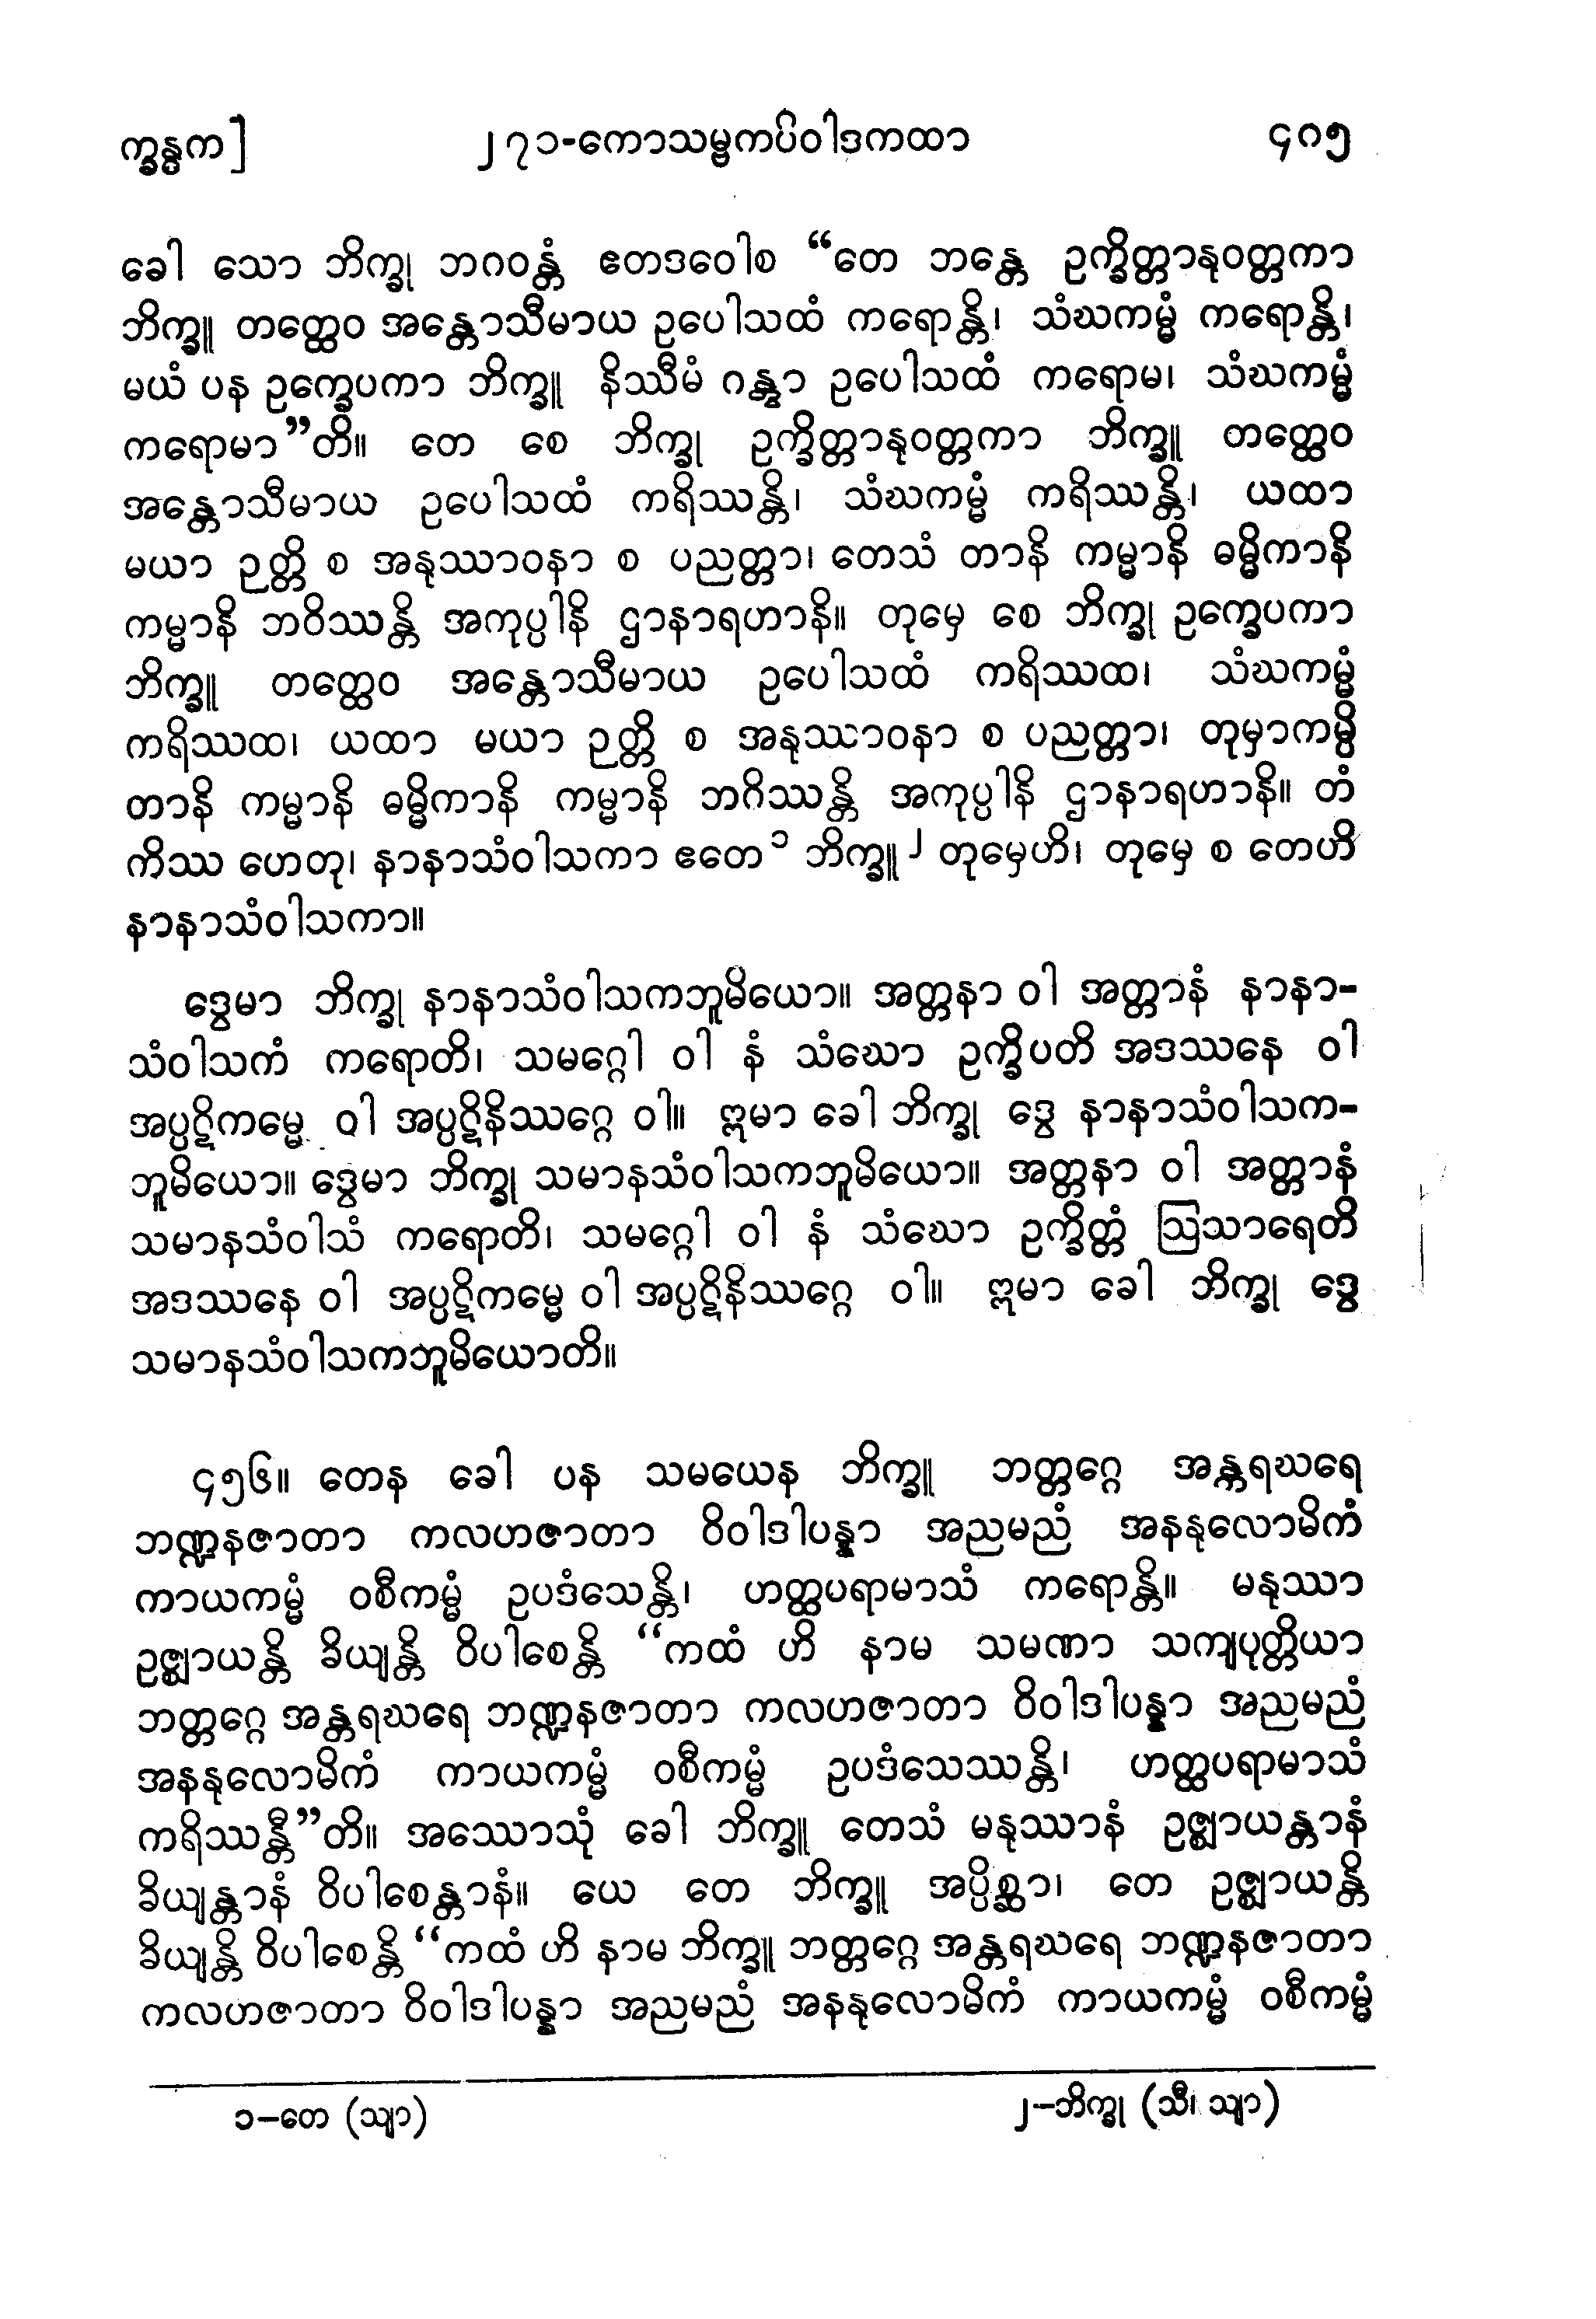 က္ခန္ဓက]
၂၇၁-ကောသမ္ဗကဝိဝါဒကထာ
၄၈၅
ခေါ သော ဘိက္ခု ဘဂဝန္တံ ဧတဒဝေါစ “တေ ဘန္တေ ဥက္ခိတ္တာနုဝတ္တကာ
ဘိက္ခူ တတ္ထေဝ အန္တောသီမာယ ဥပေါသထံ ကရောန္တိ၊ သံဃကမ္မံ ကရောန္တိ၊
မယံ ပန ဥက္ခေပကာ ဘိက္ခူ နိဿီမံ ဂန္တွာ ဥပေါသထံ ကရောမ၊ သံဃကမ္မံ
ကရောမာ”တိ။ တေ စေ ဘိက္ခု ဥက္ခိတ္တာနုဝတ္တကာ ဘိက္ခူ တတ္ထေဝ
အန္တောသီမာယ ဥပေါသထံ ကရိဿန္တိ၊ သံဃကမ္မံ ကရိဿန္တိ၊ ယထာ
မယာ ဉတ္တိ စ အနုဿာဝနာ စ ပညတ္တာ၊ တေသံ တာနိ ကမ္မာနိ ဓမ္မိကာနိ
ကမ္မာနိ ဘဝိဿန္တိ အကုပ္ပါနိ ဌာနာရဟာနိ။ တုမှေ စေ ဘိက္ခု ဥက္ခေပကာ
ဘိက္ခူ တတ္ထေဝ အန္တောသီမာယ ဥပေါသထံ ကရိဿထ၊ သံဃကမ္မံ
ကရိဿထ၊ ယထာ မယာ ဉတ္တိ စ အနုဿာဝနာ စ ပညတ္တာ၊ တုမှာကမ္ပိ
တာနိ ကမ္မာနိ ဓမ္မိကာနိ ကမ္မာနိ ဘဝိဿန္တိ အကုပ္ပါနိ ဌာနာရဟာနိ။ တံ
ကိဿ ဟေတု၊ နာနာသံဝါသကာ ဧတေ ၁ ဘိက္ခူ ၂ တုမှေဟိ၊ တုမှေ စ တေဟိ
နာနာသံဝါသကာ။
ဒွေမာ ဘိက္ခု နာနာသံဝါသကဘူမိယော။ အတ္တနာ ဝါ အတ္တာနံ နာနာ-
သံဝါသကံ ကရောတိ၊ သမဂ္ဂေါ ဝါ နံ သံဃော ဥက္ခိပတိ အဒဿနေ ဝါ
အပ္ပဋိကမ္မေ ဝါ အပ္ပဋိနိဿဂ္ဂေ ဝါ။ ဣမာ ခေါ ဘိက္ခု ဒွေ နာနာသံဝါသက-
ဘူမိယော။ ဒွေမာ ဘိက္ခု သမာနသံဝါသကဘူမိယော။ အတ္တနာ ဝါ အတ္တာနံ
သမာနသံဝါသံ ကရောတိ၊ သမဂ္ဂေါ ဝါ နံ သံဃော ဥက္ခိတ္တံ ဩသာရေတိ
အဒဿနေ ဝါ အပ္ပဋိကမ္မေ ဝါ အပ္ပဋိနိဿဂ္ဂေ ဝါ။ ဣမာ ခေါ ဘိက္ခု ဒွေ
သမာနသံဝါသကဘူမိယောတိ။
၄၅၆။ တေန ခေါ ပန သမယေန ဘိက္ခူ ဘတ္တဂ္ဂေ အန္တရဃရေ
ဘဏ္ဍနဇာတာ ကလဟဇာတာ ဝိဝါဒါပန္နာ အညမညံ အနနုလောမိကံ
ကာယကမ္မံ ဝစီကမ္မံ ဥပဒံသေန္တိ၊ ဟတ္ထပရာမာသံ ကရောန္တိ။ မနုဿာ
ဥဇ္ဈာယန္တိ ခိယျန္တိ ဝိပါစေန္တိ “ကထံ ဟိ နာမ သမဏာ သကျပုတ္တိယာ
ဘတ္တဂ္ဂေ အန္တရဃရေ ဘဏ္ဍနဇာတာ ကလဟဇာတာ ဝိဝါဒါပန္နာ အညမညံ
အနနုလောမိကံ ကာယကမ္မံ ဝစီကမ္မံ ဥပဒံသေဿန္တိ၊ ဟတ္ထပရာမာသံ
ကရိဿန္တီ”တိ။ အဿောသုံ ခေါ ဘိက္ခူ တေသံ မနုဿာနံ ဥဇ္ဈာယန္တာနံ
ခိယျန္တာနံ ဝိပါစေန္တာနံ။ ယေ တေ ဘိက္ခူ အပ္ပိစ္ဆာ၊ တေ ဥဇ္ဈာယန္တိ
ခိယျန္တိ ဝိပါစေန္တိ “ကထံ ဟိ နာမ ဘိက္ခူ ဘတ္တဂ္ဂေ အန္တရဃရေ ဘဏ္ဍနဇာတာ
ကလဟဇာတာ ဝိဝါဒါပန္နာ အညမညံ အနနုလောမိကံ ကာယကမ္မံ ဝစီကမ္မံ
၁–တေ (သျာ)
၂–ဘိက္ခု (သီ၊ သျာ)